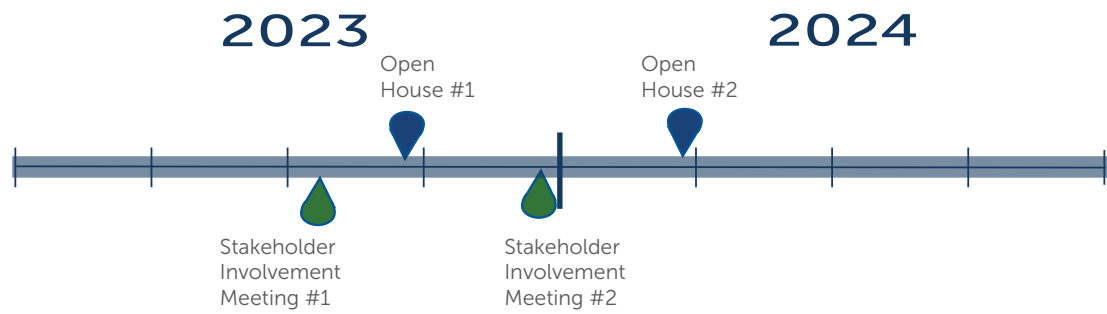 2023
2024
Open
House #1
Open
House #2
Stakeholder
Involvement
Meeting #1
Stakeholder
Involvement
Meeting #2